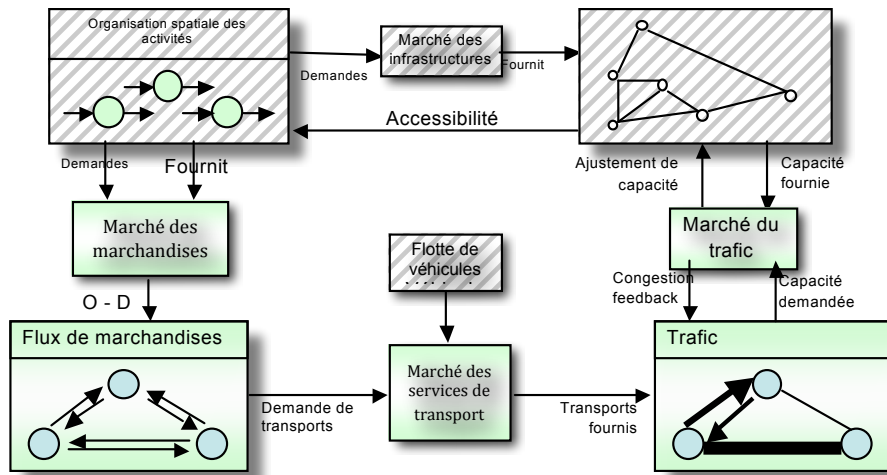 Organisation spatiale des
activités
Demandes
Marché des
infrastructures
Fournit
Accessibilité
Demandes
Fournit
Ajustement de
capacité
Capacité
fournie
Marché des
marchandises
Marché du
trafic
Flotte de
véhicules
O - D
Congestion
feedback
Capacité
demandée
Flux de marchandises
Marché des
services de
transport
Trafic
Demande de
transports
Transports
fournis